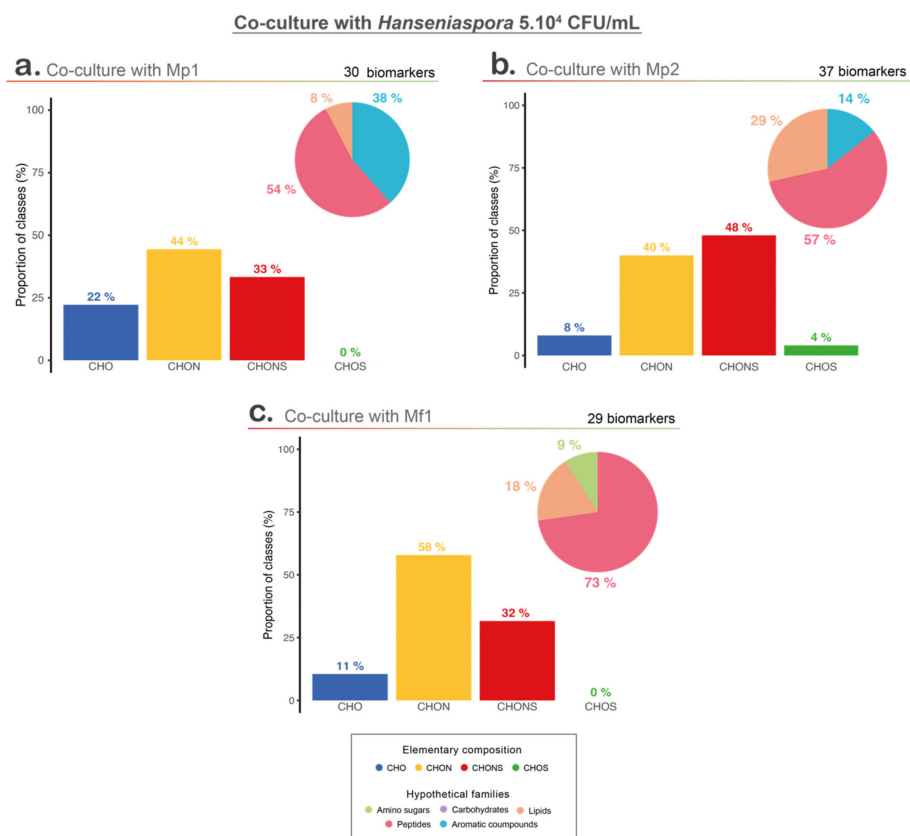 Co-culture with Hanseniaspora 5.10⁴ CFU/mL
a. Co-culture with Mp1 30 biomarkers
8 % 38 %
54 %
100
75
50
25
0
Proportion of classes (%)
22 % 44 % 33 % 0 %
CHO CHON CHONS CHOS
b. Co-culture with Mp2 37 biomarkers
14 %
29 %
57 %
100
75
50
25
0
Proportion of classes (%)
8 % 40 % 48 % 4 %
CHO CHON CHONS CHOS
c. Co-culture with Mf1 29 biomarkers
9 %
18 %
73 %
100
75
50
25
0
Proportion of classes (%)
11 % 58 % 32 % 0 %
CHO CHON CHONS CHOS
Elementary composition
CHO CHON CHONS CHOS
Hypothetical families
Amino sugars Carbohydrates Lipids
Peptides Aromatic coumpounds